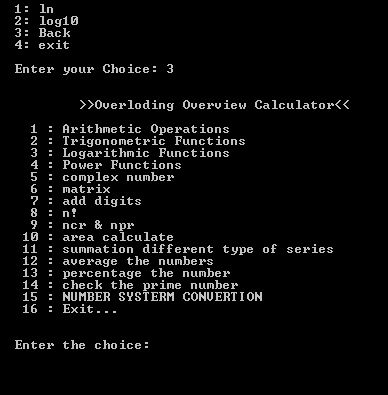 1: ln
2: log10
3: Back
4: exit
Enter your Choice: 3
>>Overloding Overview Calculator<<
1 : Arithmetic Operations
2 : Trigonometric Functions
3 : Logarithmic Functions
4 : Power Functions
5 : complex number
6 : matrix
7 : add digits
8 : n!
9 : ncr & npr
10 : area calculate
11 : summation different type of series
12 : average the numbers
13 : percentage the number
14 : check the prime number
15 : NUMBER SYSTERM CONVERTION
16 : Exit...
Enter the choice: